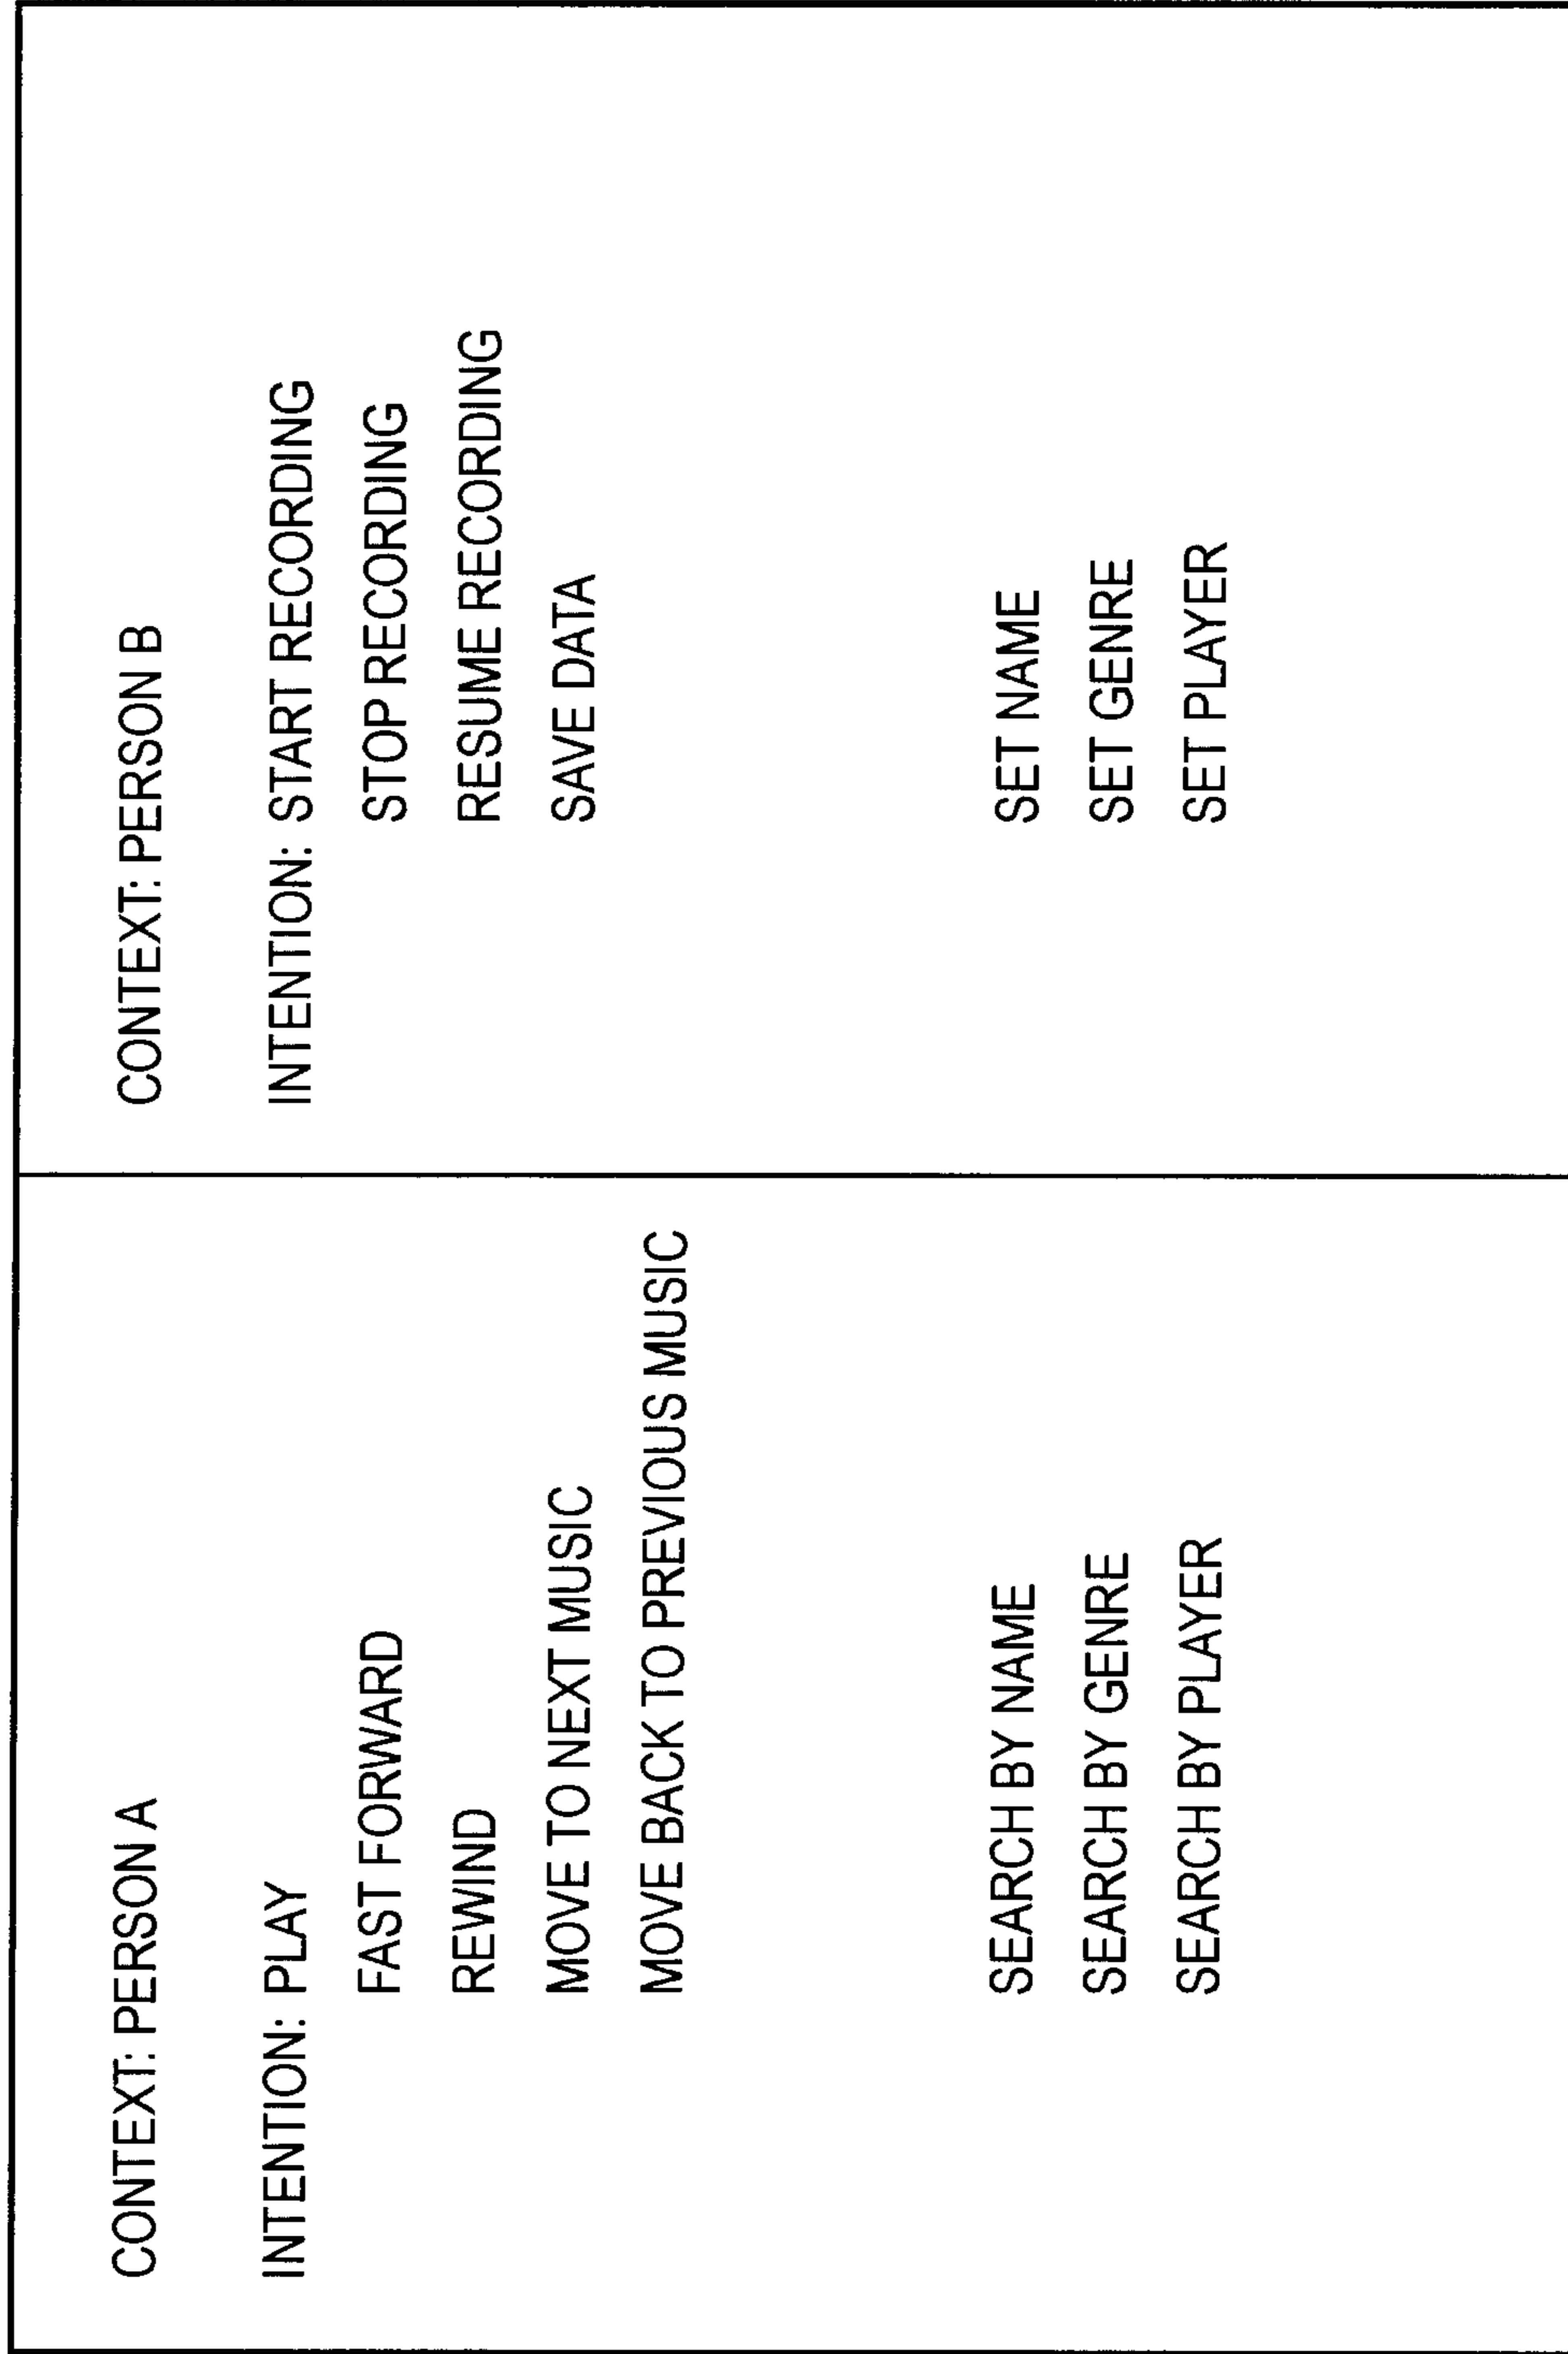 CONTEXT: PERSON A
INTENTION: PLAY
FAST FORWARD
REWIND
MOVE TO NEXT MUSIC
MOVE BACK TO PREVIOUS MUSIC
SEARCH BY NAME
SEARCH BY GENRE
SEARCH BY PLAYER
CONTEXT: PERSON B
INTENTION: START RECORDING
STOP RECORDING
RESUME RECORDING
SAVE DATA
SET NAME
SET GENRE
SET PLAYER